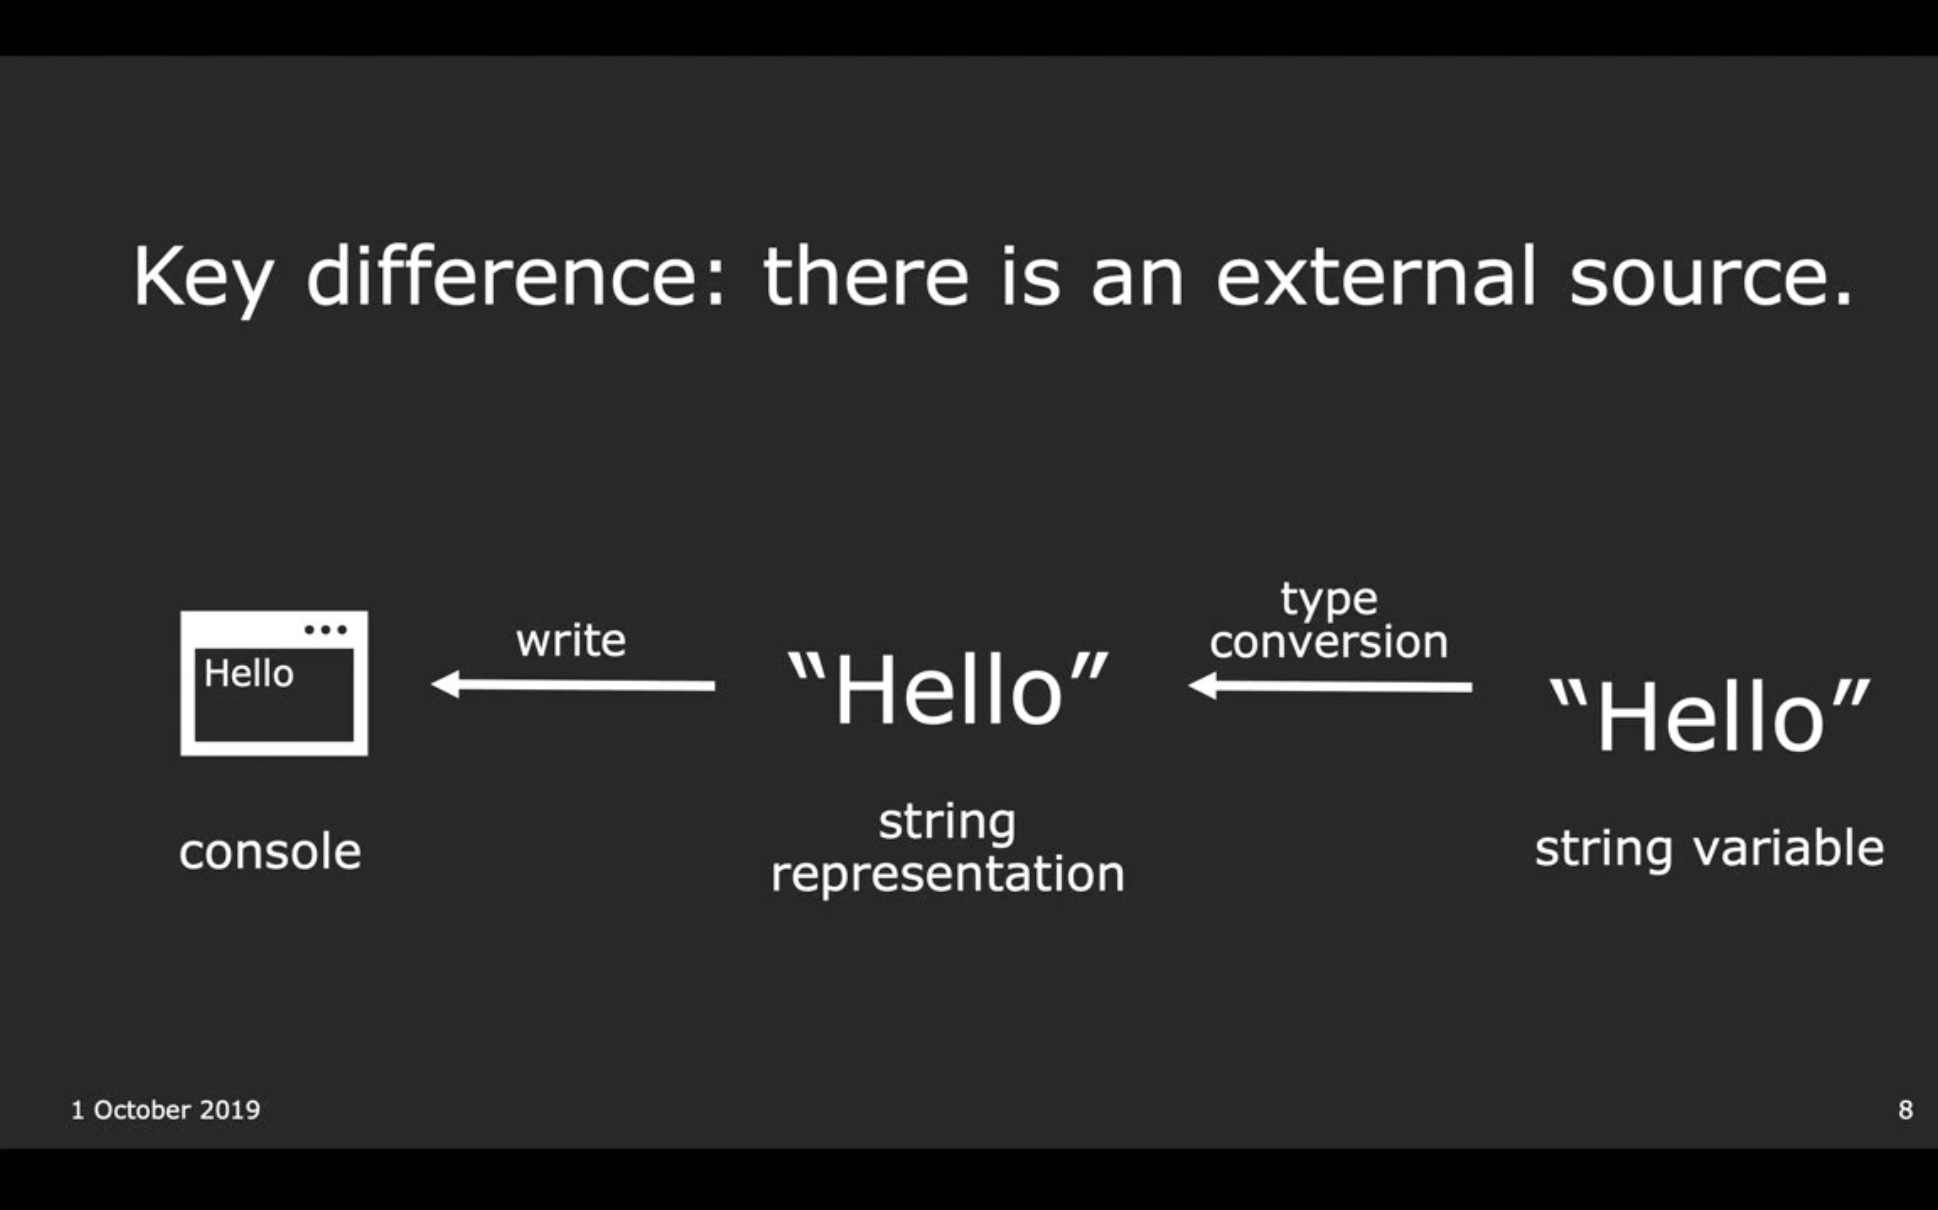 Key difference: there is an external source.
Hello
write
“Hello”
type
conversion
“Hello”
console
string
representation
string variable
1 October 2019
8